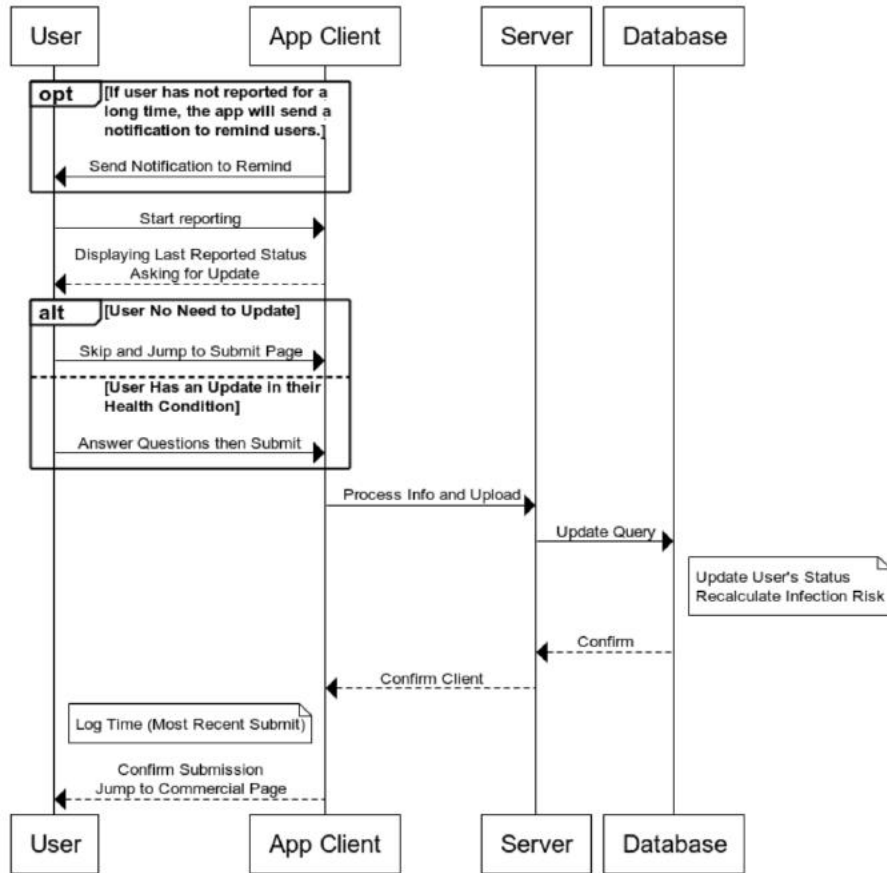 User
App Client
Server
Database
opt
[If user has not reported for a
long time, the app will send a
notification to remind users.]
Send Notification to Remind
Start reporting
Displaying Last Reported Status
Asking for Update
alt
[User No Need to Update]
Skip and Jump to Submit Page
[User Has an Update in their
Health Condition]
Answer Questions then Submit
Process Info and Upload
Update Query
Update User's Status
Recalculate Infection Risk
Confirm
Confirm Client
Log Time (Most Recent Submit)
Confirm Submission
Jump to Commercial Page
User
App Client
Server
Database